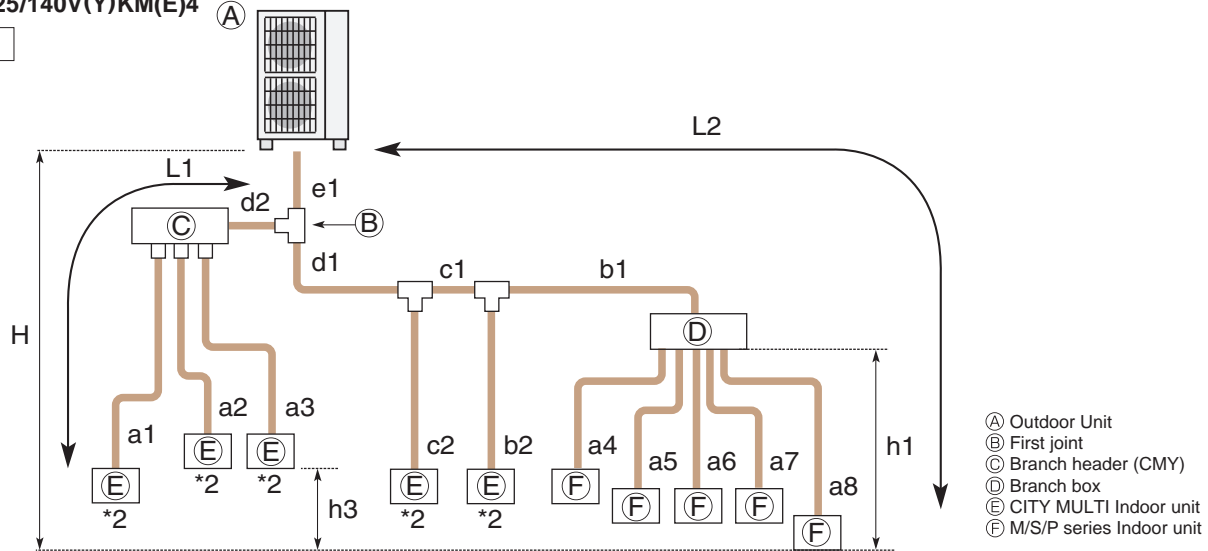 25/140V(Y)KM(E)4
Ⓐ
L2
L1
e1
d2
Ⓒ
Ⓑ
d1
c1
b1
H
Ⓓ
a1
a2
a3
c2
b2
a4
a5
a6
a7
a8
h1
Ⓔ
*2
Ⓔ
*2
Ⓔ
*2
h3
Ⓔ
*2
Ⓔ
*2
Ⓕ
Ⓕ
Ⓕ
Ⓕ
Ⓕ
Ⓐ Outdoor Unit
Ⓑ First joint
Ⓒ Branch header (CMY)
Ⓓ Branch box
Ⓔ CITY MULTI Indoor unit
Ⓕ M/S/P series Indoor unit